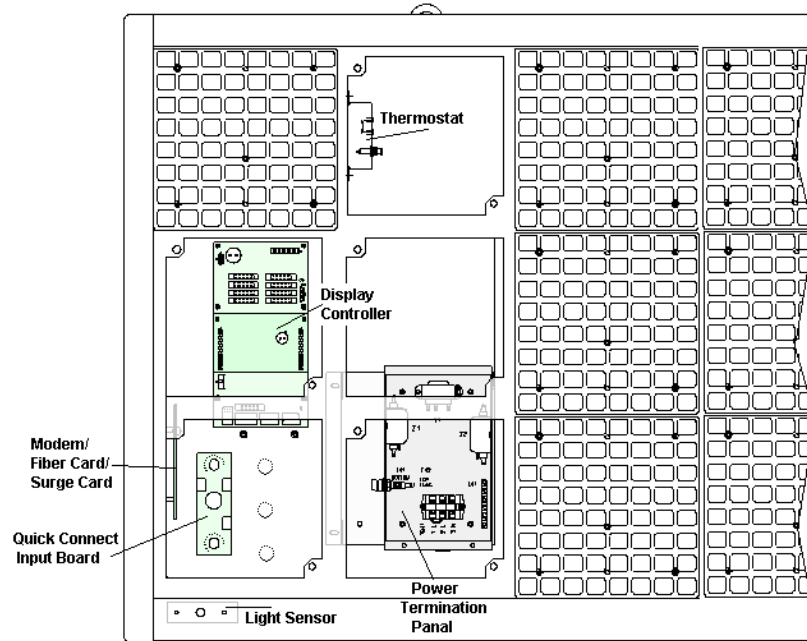 Thermostat
Display
Controller
Modem/
Fiber Card/
Surge Card
Quick Connect
Input Board
Power
Termination
Panal
Light Sensor